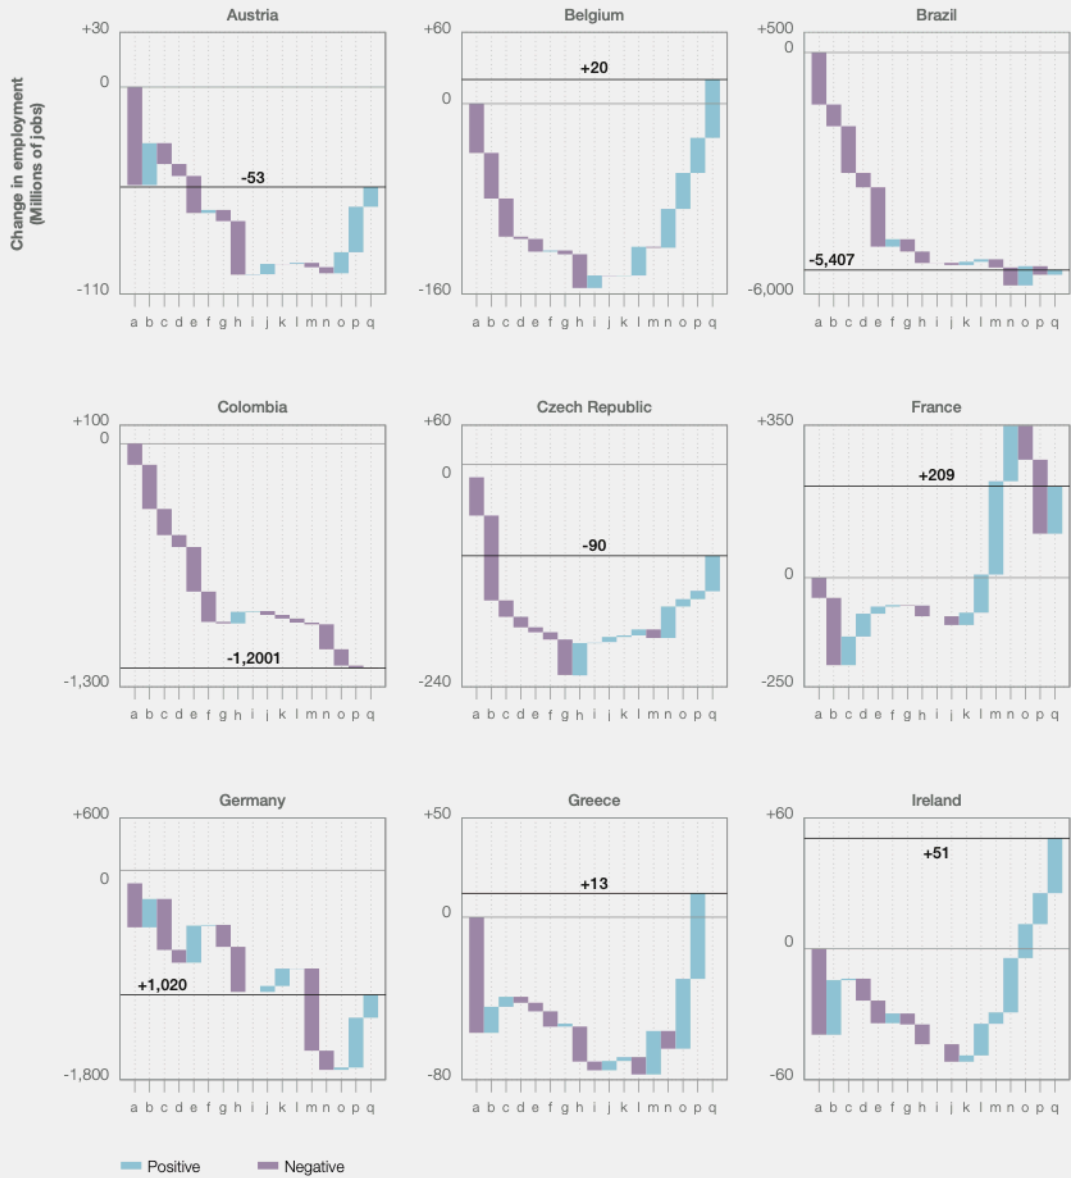 Austria
Belgium
Brazil
Change in employment
(Millions of jobs)
+30
0
-53
-110
a b c d e f g h i j k l m n o p q
+60
+20
0
-160
a b c d e f g h i j k l m n o p q
+500
0
-5,407
-6,000
a b c d e f g h i j k l m n o p q
Colombia
Czech Republic
France
+100
0
-1,2001
-1,300
a b c d e f g h i j k l m n o p q
+60
0
-90
-240
a b c d e f g h i j k l m n o p q
+350
+209
0
-250
a b c d e f g h i j k l m n o p q
Germany
Greece
Ireland
+600
0
+1,020
-1,800
a b c d e f g h i j k l m n o p q
+50
+13
0
-80
a b c d e f g h i j k l m n o p q
+60
+51
0
-60
a b c d e f g h i j k l m n o p q
Positive
Negative